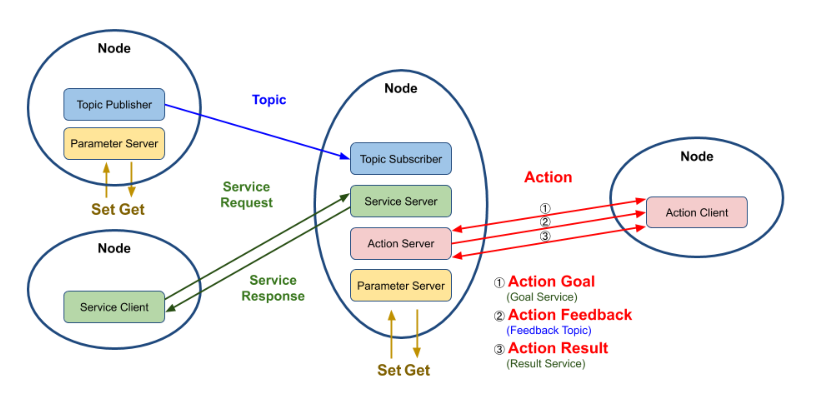 Node
Topic Publisher
Parameter Server
Set Get
Topic
Service
Request
Node
Service Client
Service
Response
Node
Topic Subscriber
Service Server
Action Server
Parameter Server
Set Get
Action
①
②
③
Node
Action Client
① Action Goal
(Goal Service)
② Action Feedback
(Feedback Topic)
③ Action Result
(Result Service)